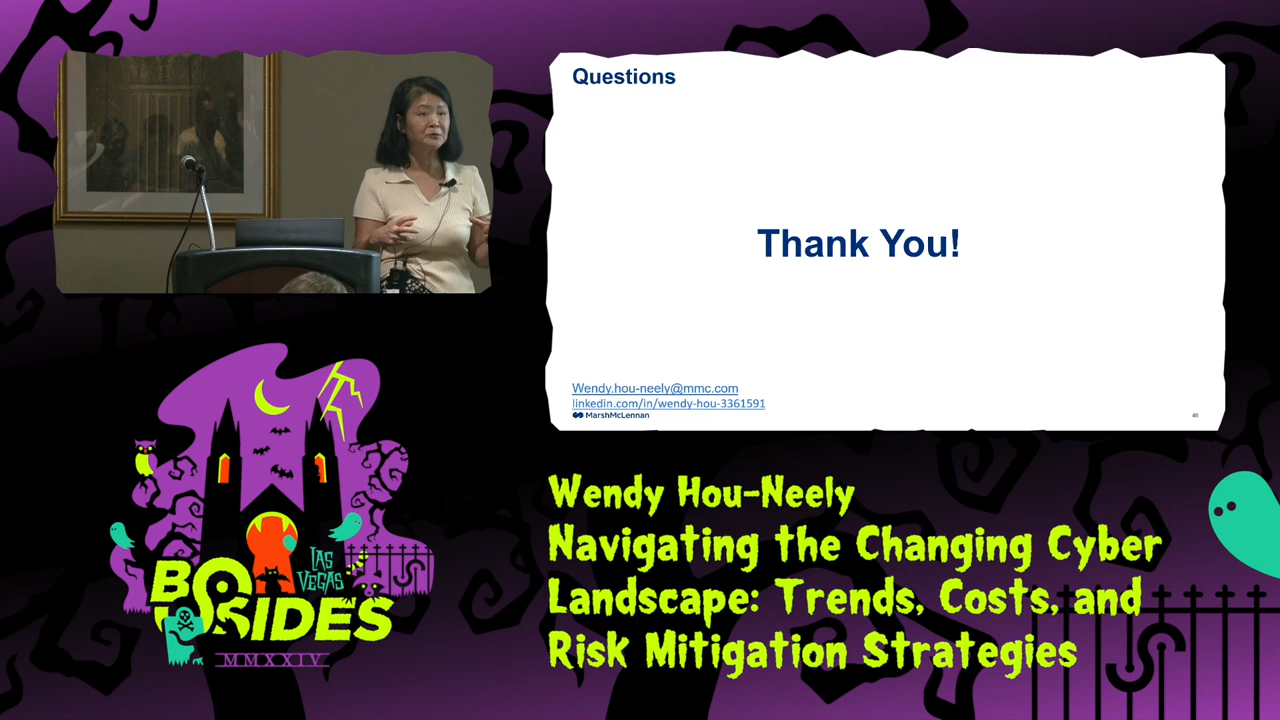 Questions
Thank You!
Wendy.hou-neely@mmc.com
linkedin.com/in/wendy-hou-3361591
MarshMcLennan
46
LAS
VEGAS
BSIDES
MMXXIV
Wendy Hou-Neely
Navigating the Changing Cyber
Landscape: Trends, Costs, and
Risk Mitigation Strategies